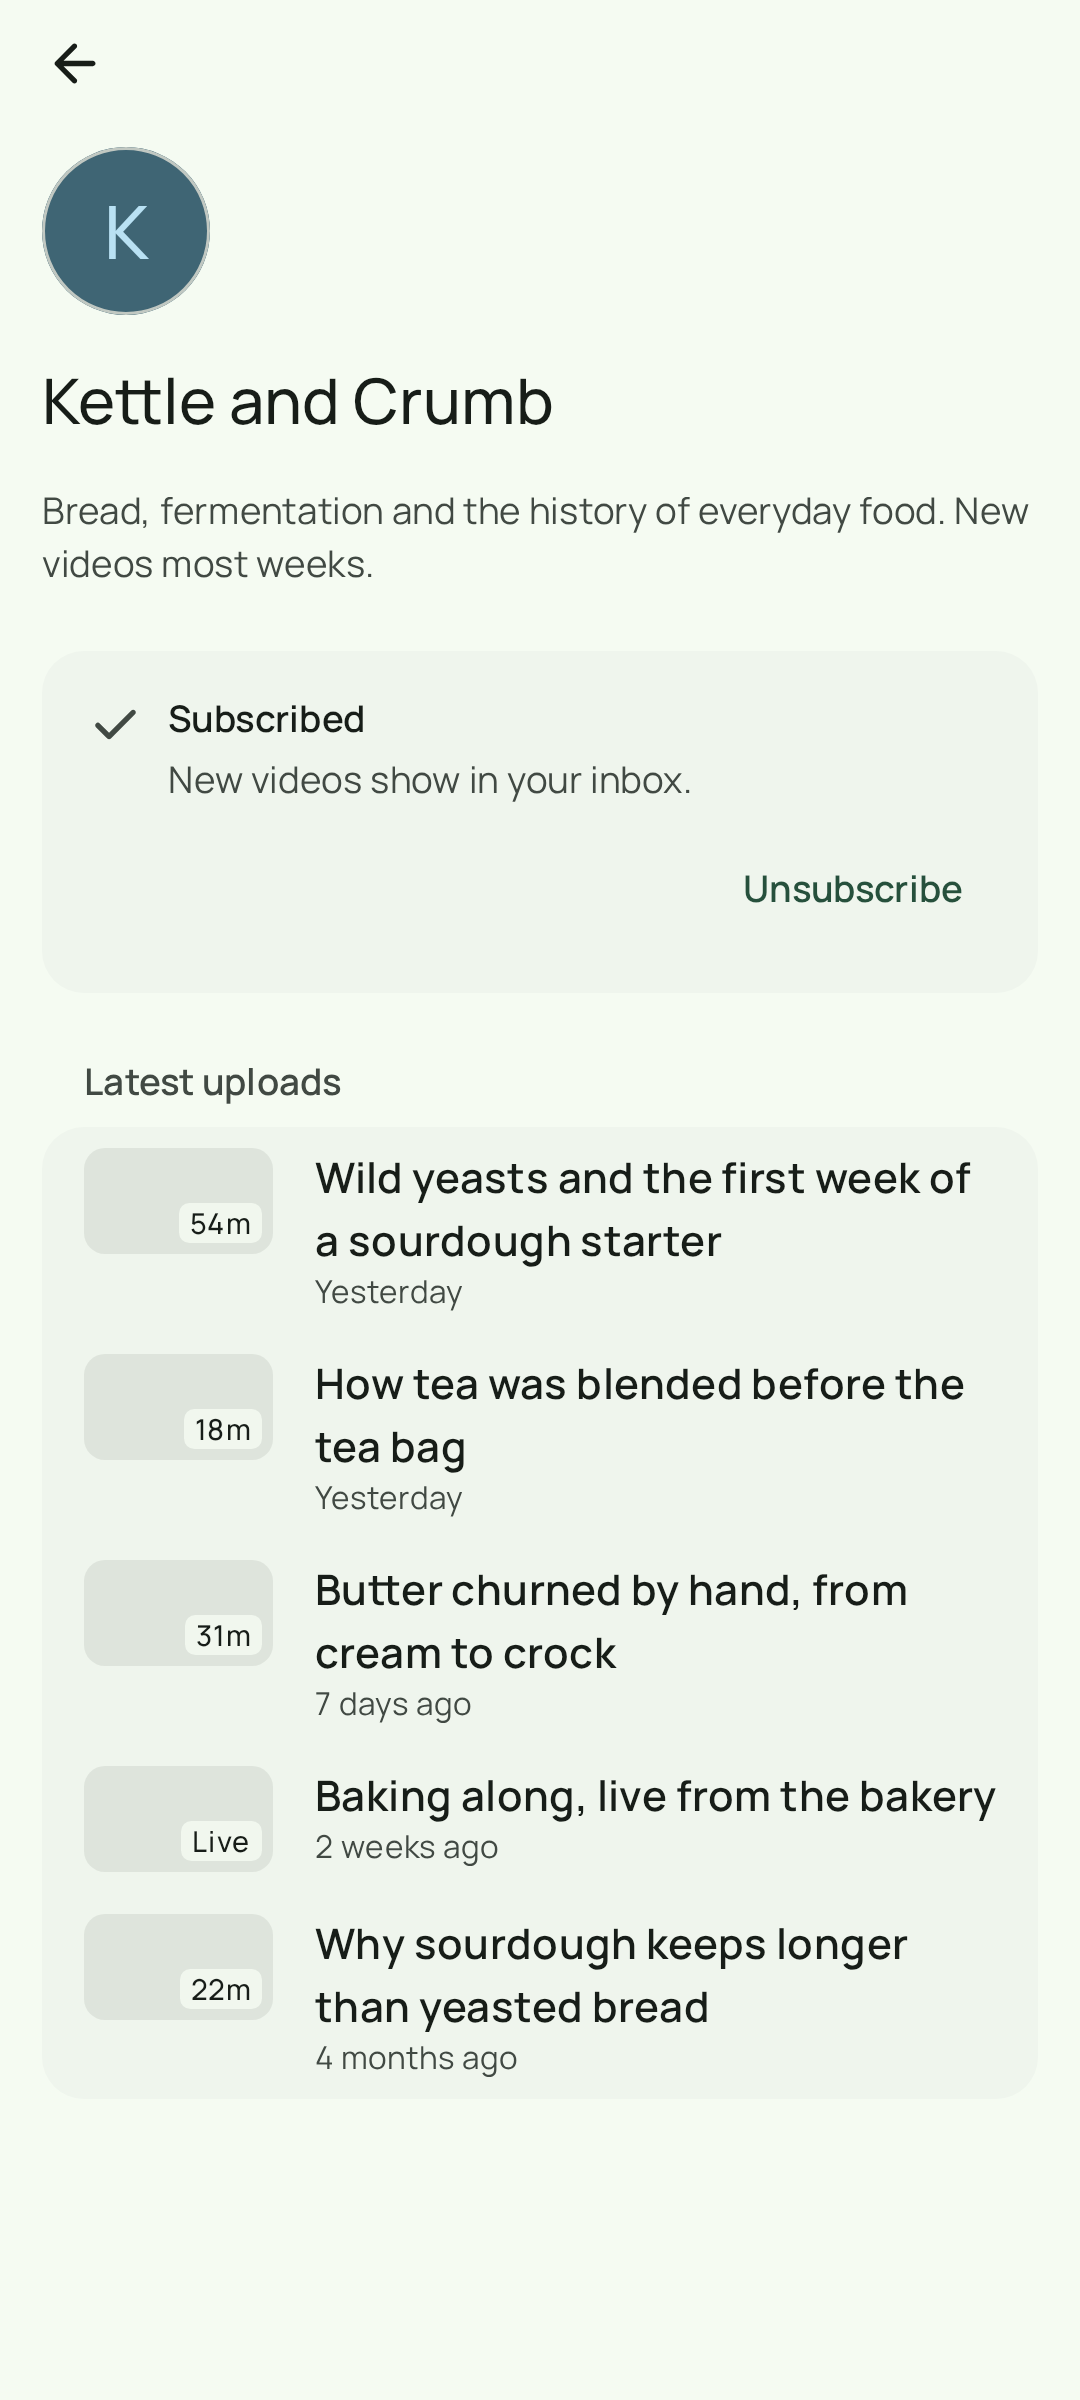 K
Kettle and Crumb
Bread, fermentation and the history of everyday food. New
videos most weeks.
Subscribed
New videos show in your inbox.
Unsubscribe
Latest uploads
54m
Wild yeasts and the first week of
a sourdough starter
Yesterday
18m
How tea was blended before the
tea bag
Yesterday
31m
Butter churned by hand, from
cream to crock
7 days ago
Live
Baking along, live from the bakery
2 weeks ago
22m
Why sourdough keeps longer
than yeasted bread
4 months ago